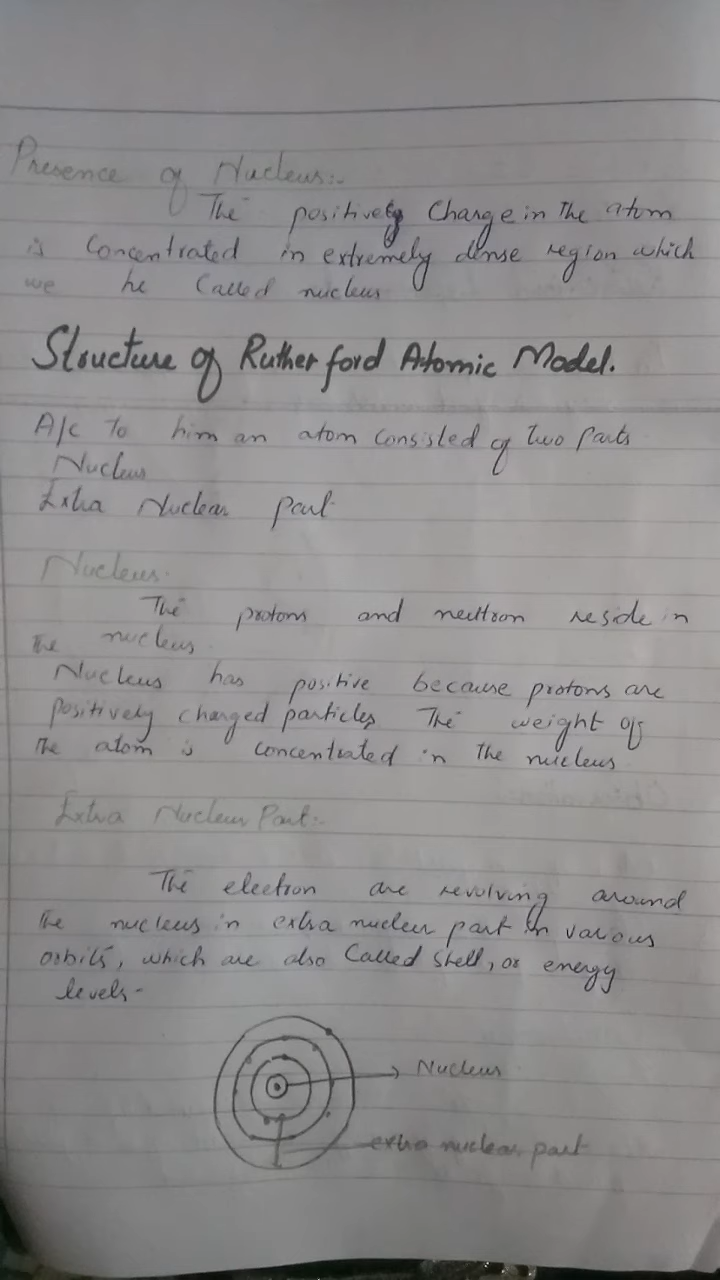 Presence of Nucleus:-
The positively Charge in The atom
is Concentrated in extremely dense region which
we he Called nucleus
Structure of Rutherford Atomic Model.
A/c To him an atom Consisted of Two Parts
Nucleus
Extra Nuclear part
Nucleus.
The protons and neutron reside in
The nucleus.
Nucleus has positive because protons are
positively charged particles The weight of
The atom is concentrated in The nucleus
Extra Nuclear Part:-
The electron are revolving around
The nucleus in extra nuclear part in various
orbits, which are also Called Shell, or energy
levels-
Nucleus
extra nuclear part